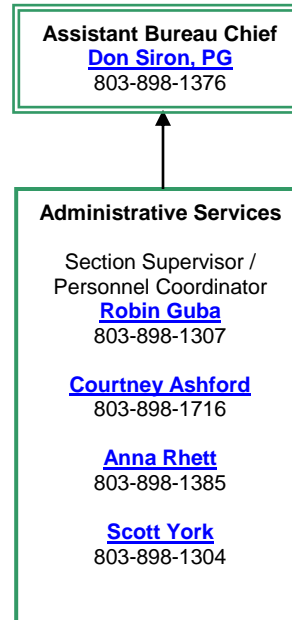 Assistant Bureau Chief
Don Siron, PG
803-898-1376
Administrative Services
Section Supervisor /
Personnel Coordinator
Robin Guba
803-898-1307
Courtney Ashford
803-898-1716
Anna Rhett
803-898-1385
Scott York
803-898-1304